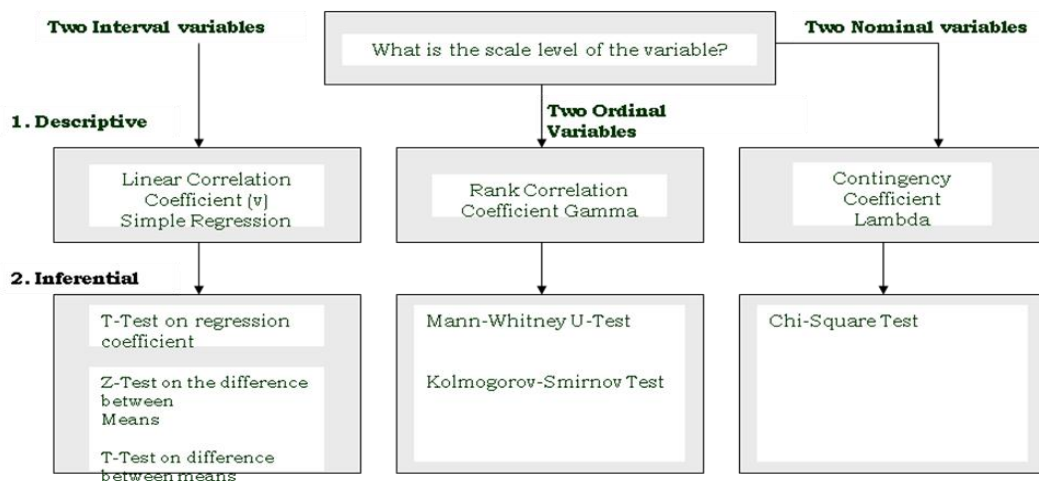 Two Interval variables
What is the scale level of the variable?
Two Nominal variables
1. Descriptive
Two Ordinal
Variables
Linear Correlation
Coefficient (v)
Simple Regression
Rank Correlation
Coefficient Gamma
Contingency
Coefficient
Lambda
2. Inferential
T-Test on regression
coefficient
Z-Test on the difference
between
Means
T-Test on difference
between means
Mann-Whitney U-Test
Kolmogorov-Smirnov Test
Chi-Square Test